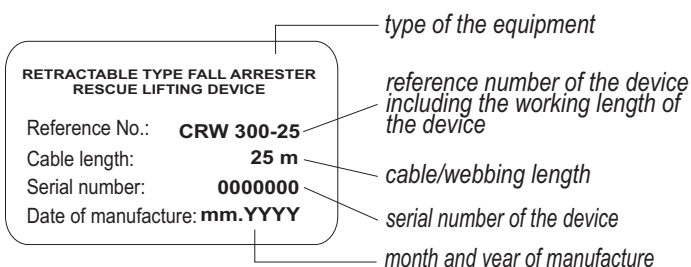 type of the equipment
RETRACTABLE TYPE FALL ARRESTER
RESCUE LIFTING DEVICE
reference number of the device
including the working length of
the device
Reference No.: CRW 300-25
Cable length: 25 m
cable/webbing length
Serial number: 0000000
serial number of the device
Date of manufacture: mm.YYYY
month and year of manufacture